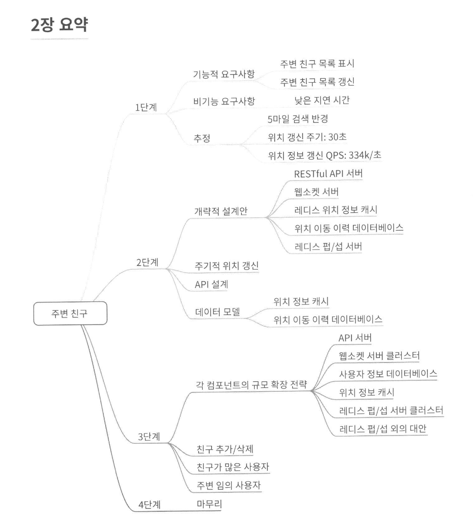 2장 요약
주변 친구
1단계
기능적 요구사항
주변 친구 목록 표시
주변 친구 목록 갱신
비기능 요구사항
낮은 지연 시간
추정
5마일 검색 반경
위치 갱신 주기: 30초
위치 정보 갱신 QPS: 334k/초
2단계
개략적 설계안
RESTful API 서버
웹소켓 서버
레디스 위치 정보 캐시
위치 이동 이력 데이터베이스
레디스 펍/섭 서버
주기적 위치 갱신
API 설계
데이터 모델
위치 정보 캐시
위치 이동 이력 데이터베이스
3단계
각 컴포넌트의 규모 확장 전략
API 서버
웹소켓 서버 클러스터
사용자 정보 데이터베이스
위치 정보 캐시
레디스 펍/섭 서버 클러스터
레디스 펍/섭 외의 대안
친구 추가/삭제
친구가 많은 사용자
주변 임의 사용자
4단계
마무리